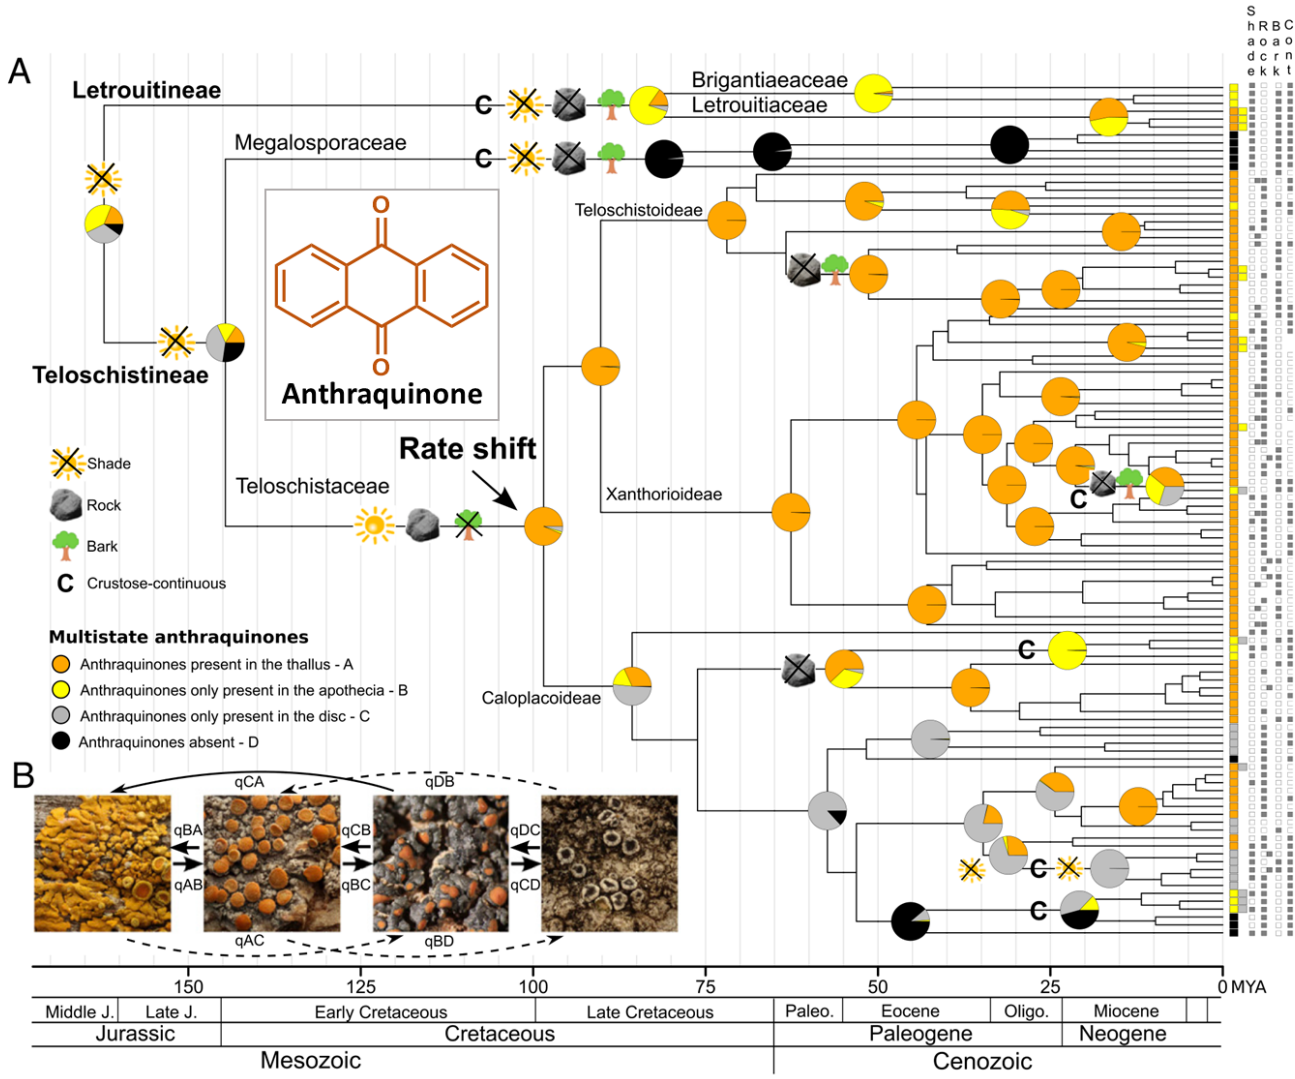 A
S R B C
h o a o
a c r n
d k k t
e
Letrouitineae
Brigantiaeaceae
C
Letrouitiaceae
Megalosporaceae
C
Teloschistoideae
O
O
Anthraquinone
Teloschistineae
Rate shift
Shade
Teloschistaceae
Xanthorioideae
C
Rock
Bark
C Crustose-continuous
Multistate anthraquinones
Anthraquinones present in the thallus - A
Anthraquinones only present in the apothecia - B
Anthraquinones only present in the disc - C
Anthraquinones absent - D
C
Caloplacoideae
C
C
B
qCA qDB
qBA qCB qDC
qAB qBC qCD
qAC qBD
150 125 100 75 50 25 0 MYA
Middle J. Late J. Early Cretaceous Late Cretaceous Paleo. Eocene Oligo. Miocene
Jurassic Cretaceous Paleogene Neogene
Mesozoic Cenozoic